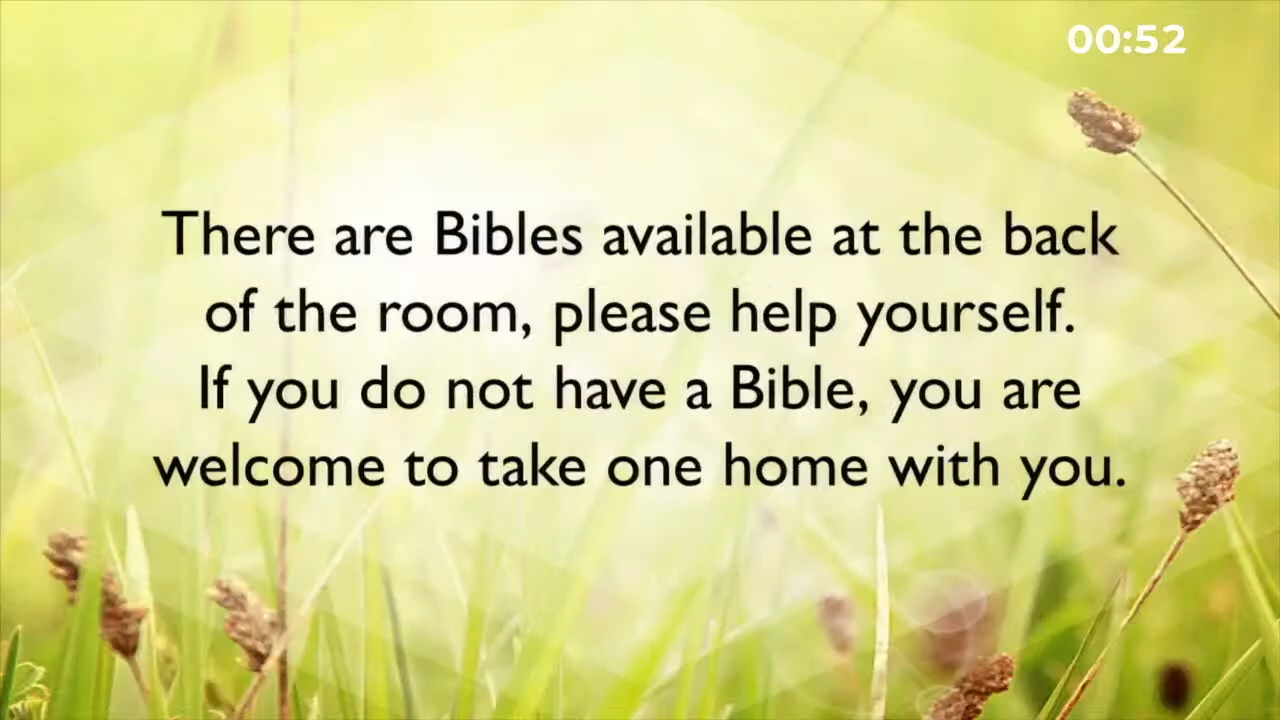 00:52
There are Bibles available at the back
of the room, please help yourself.
If you do not have a Bible, you are
welcome to take one home with you.